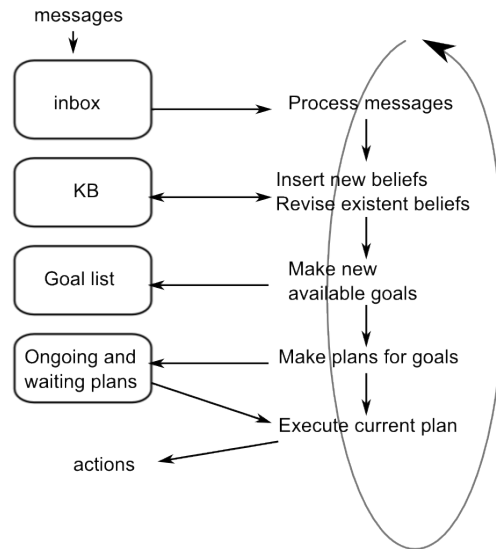 messages
inbox
Process messages
KB
Insert new beliefs
Revise existent beliefs
Goal list
Make new
available goals
Ongoing and
waiting plans
Make plans for goals
Execute current plan
actions